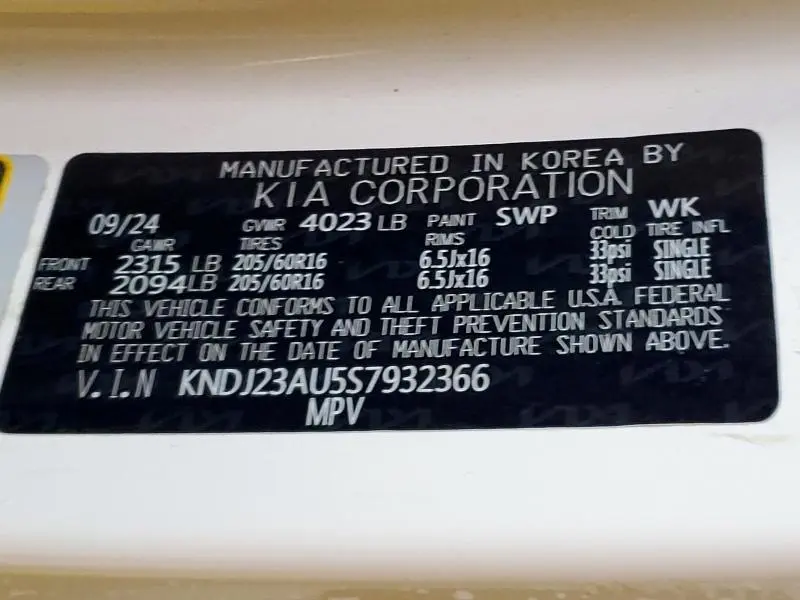 MANUFACTURED IN KOREA BY
KIA CORPORATION
09/24 GVWR 4023 LB PAINT SWP TRIM WK
GAWR TIRES RIMS COLD TIRE INFL
FRONT 2315 LB 205/60R16 6.5Jx16 33psi SINGLE
REAR 2094 LB 205/60R16 6.5Jx16 33psi SINGLE
THIS VEHICLE CONFORMS TO ALL APPLICABLE U.S.A. FEDERAL
MOTOR VEHICLE SAFETY AND THEFT PREVENTION STANDARDS
IN EFFECT ON THE DATE OF MANUFACTURE SHOWN ABOVE.
V.I.N KNDJ23AU5S7932366
MPV